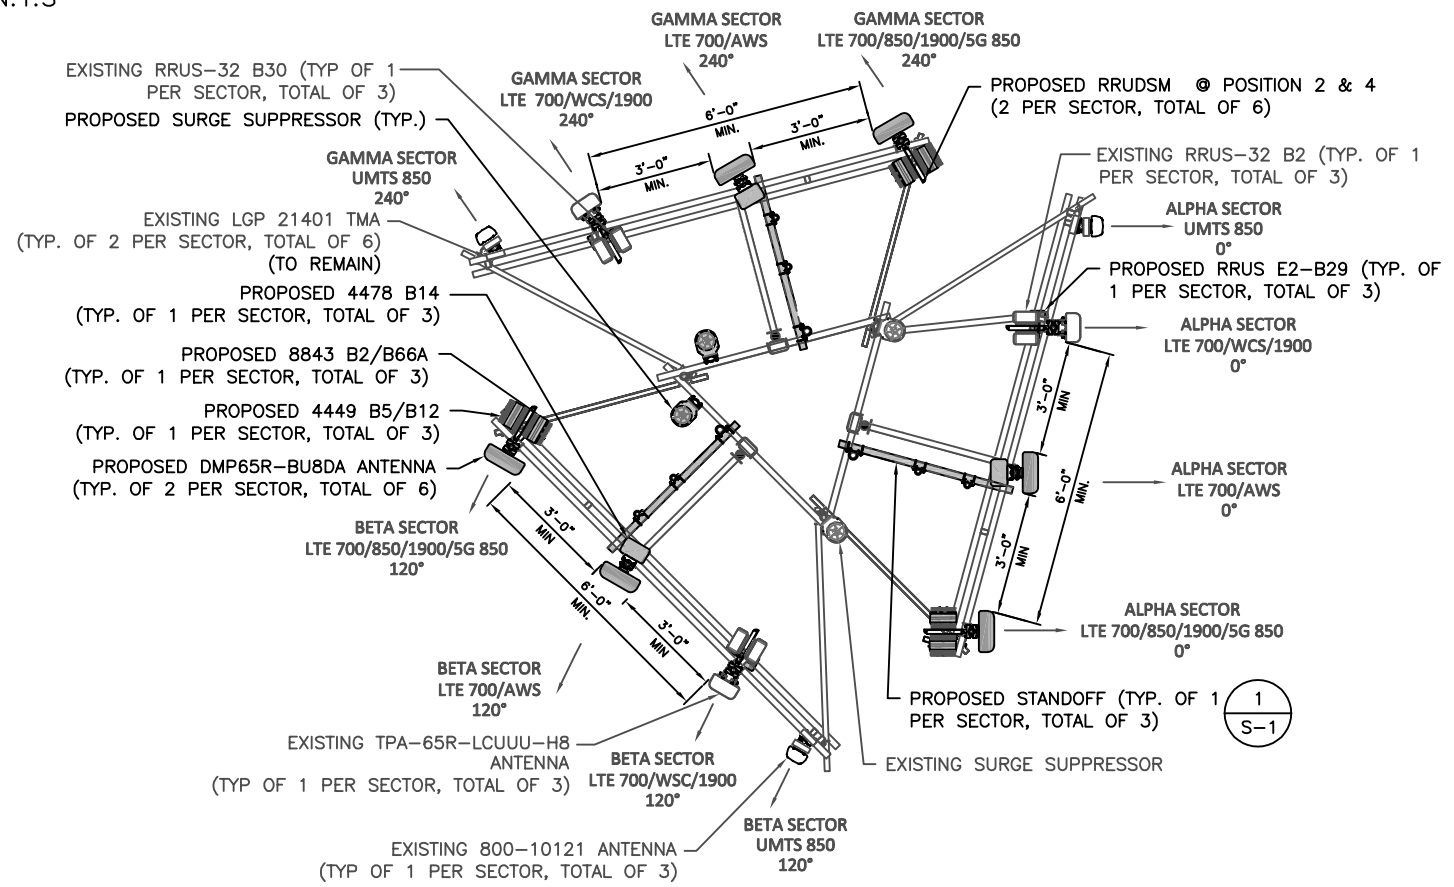 N.T.S
GAMMA SECTOR
LTE 700/AWS
240°
GAMMA SECTOR
LTE 700/850/1900/5G 850
240°
EXISTING RRUS-32 B30 (TYP OF 1
PER SECTOR, TOTAL OF 3)
GAMMA SECTOR
LTE 700/WCS/1900
240°
PROPOSED RRUDSM @ POSITION 2 & 4
(2 PER SECTOR, TOTAL OF 6)
PROPOSED SURGE SUPPRESSOR (TYP.)
6'-0"
MIN.
3'-0"
MIN.
3'-0"
MIN.
GAMMA SECTOR
UMTS 850
240°
EXISTING RRUS-32 B2 (TYP. OF 1
PER SECTOR, TOTAL OF 3)
EXISTING LGP 21401 TMA
(TYP. OF 2 PER SECTOR, TOTAL OF 6)
(TO REMAIN)
ALPHA SECTOR
UMTS 850
0°
PROPOSED RRUS E2-B29 (TYP. OF
1 PER SECTOR, TOTAL OF 3)
PROPOSED 4478 B14
(TYP. OF 1 PER SECTOR, TOTAL OF 3)
ALPHA SECTOR
LTE 700/WCS/1900
0°
PROPOSED 8843 B2/B66A
(TYP. OF 1 PER SECTOR, TOTAL OF 3)
3'-0"
MIN
PROPOSED 4449 B5/B12
(TYP. OF 1 PER SECTOR, TOTAL OF 3)
PROPOSED DMP65R-BU8DA ANTENNA
(TYP. OF 2 PER SECTOR, TOTAL OF 6)
ALPHA SECTOR
LTE 700/AWS
0°
6'-0"
MIN.
3'-0"
MIN
BETA SECTOR
LTE 700/850/1900/5G 850
120°
3'-0"
MIN
6'-0"
MIN.
3'-0"
MIN
ALPHA SECTOR
LTE 700/850/1900/5G 850
0°
BETA SECTOR
LTE 700/AWS
120°
PROPOSED STANDOFF (TYP. OF 1
PER SECTOR, TOTAL OF 3)
1
S-1
EXISTING TPA-65R-LCUUU-H8
ANTENNA
(TYP OF 1 PER SECTOR, TOTAL OF 3)
BETA SECTOR
LTE 700/WSC/1900
120°
EXISTING SURGE SUPPRESSOR
BETA SECTOR
UMTS 850
120°
EXISTING 800-10121 ANTENNA
(TYP OF 1 PER SECTOR, TOTAL OF 3)